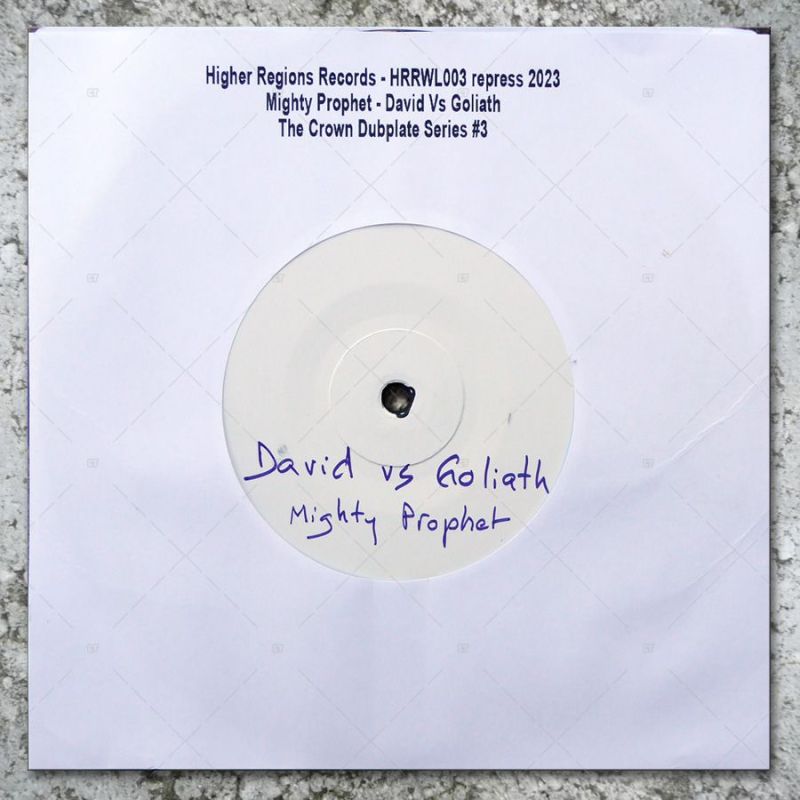 Higher Regions Records - HRRWL003 repress 2023
Mighty Prophet - David Vs Goliath
The Crown Dubplate Series #3
David vs Goliath
Mighty Prophet